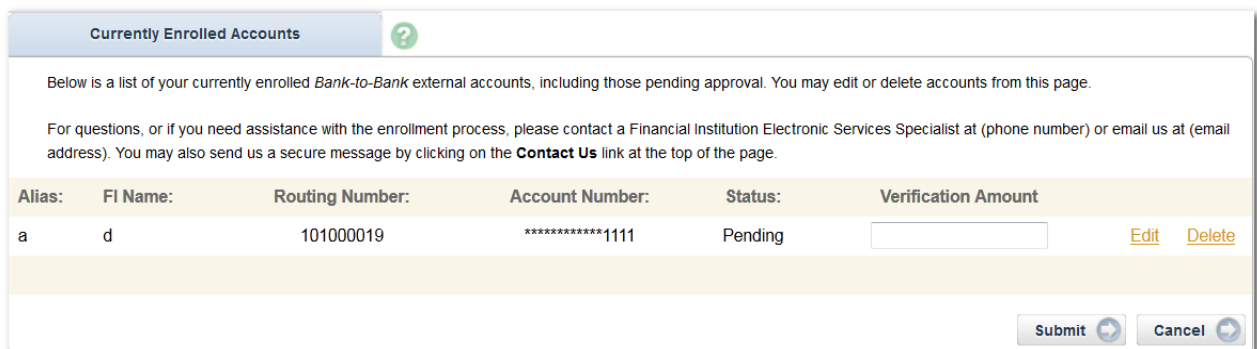 Currently Enrolled Accounts ?
Below is a list of your currently enrolled Bank-to-Bank external accounts, including those pending approval. You may edit or delete accounts from this page.
For questions, or if you need assistance with the enrollment process, please contact a Financial Institution Electronic Services Specialist at (phone number) or email us at (email
address). You may also send us a secure message by clicking on the Contact Us link at the top of the page.
Alias: FI Name: Routing Number: Account Number: Status: Verification Amount
a d 101000019 ************1111 Pending Edit Delete
Submit Cancel